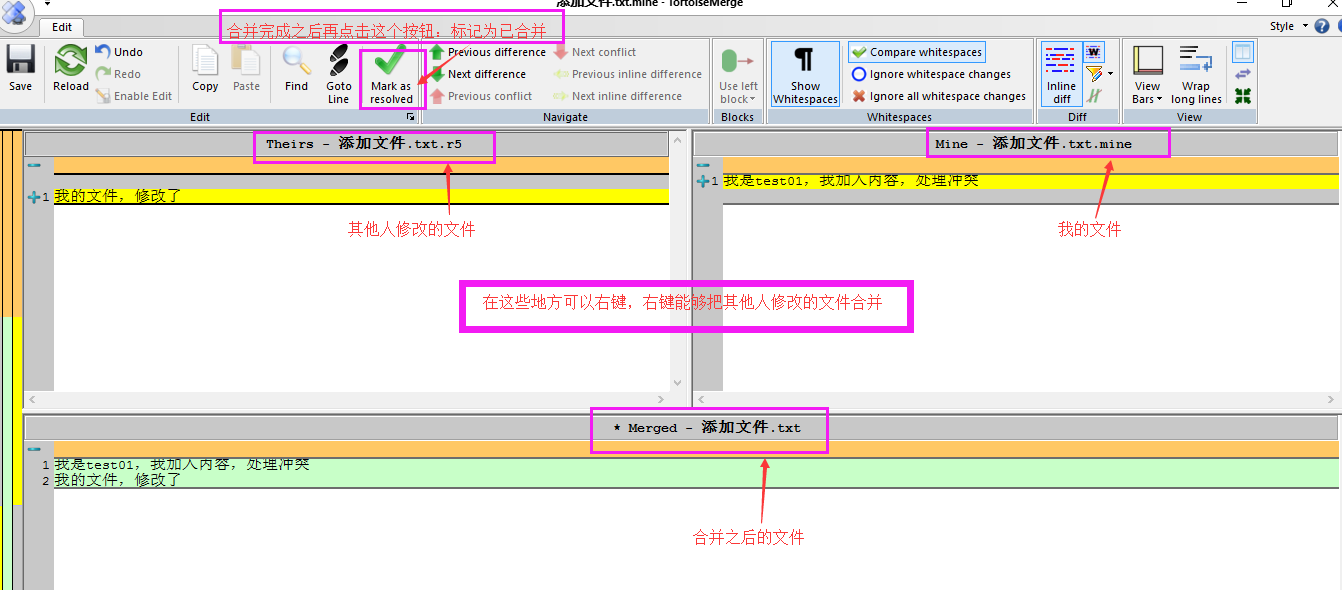 添加文件.txt.mine - TortoiseMerge
Edit
Style
合并完成之后再点击这个按钮：标记为已合并
Save
Reload
Undo
Redo
Enable Edit
Copy
Paste
Find
Goto
Line
Mark as
resolved
Previous difference
Next difference
Previous conflict
Next conflict
Previous inline difference
Next inline difference
Use left
block
Show
Whitespaces
Compare whitespaces
Ignore whitespace changes
Ignore all whitespace changes
Inline
diff
View
Bars
Wrap
long lines
Edit
Navigate
Blocks
Whitespaces
Diff
View
Theirs - 添加文件.txt.r5
Mine - 添加文件.txt.mine
1 我的文件，修改了
1 我是test01，我加入内容，处理冲突
其他人修改的文件
我的文件
在这些地方可以右键，右键能够把其他人修改的文件合并
* Merged - 添加文件.txt
1 我是test01，我加入内容，处理冲突
2 我的文件，修改了
合并之后的文件